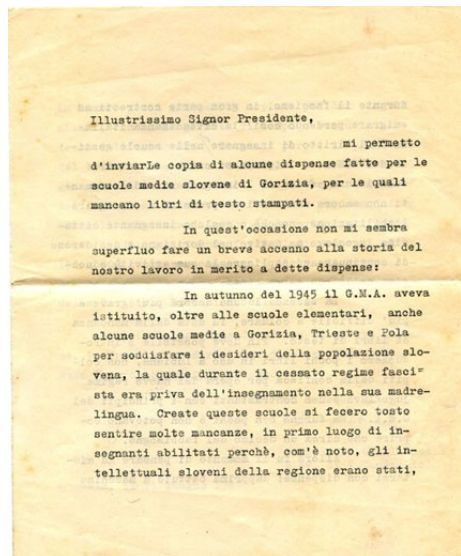 Illustrissimo Signor Presidente,
mi permetto
d'inviarLe copia di alcune dispense fatte per le
scuole medie slovene di Gorizia, per le quali
mancano libri di testo stampati.
In quest'occasione non mi sembra
superfluo fare un breve accenno alla storia del
nostro lavoro in merito a dette dispense:
In autunno del 1945 il G.M.A. aveva
istituito, oltre alle scuole elementari, anche
alcune scuole medie a Gorizia, Trieste e Pola
per soddisfare i desideri della popolazione slo-
vena, la quale durante il cessato regime fasci=
sta era priva dell'insegnamento nella sua madre-
lingua. Create queste scuole si fecero tosto
sentire molte mancanze, in primo luogo di in-
segnanti abilitati perchè, com'è noto, gli in-
tellettuali sloveni della regione erano stati,